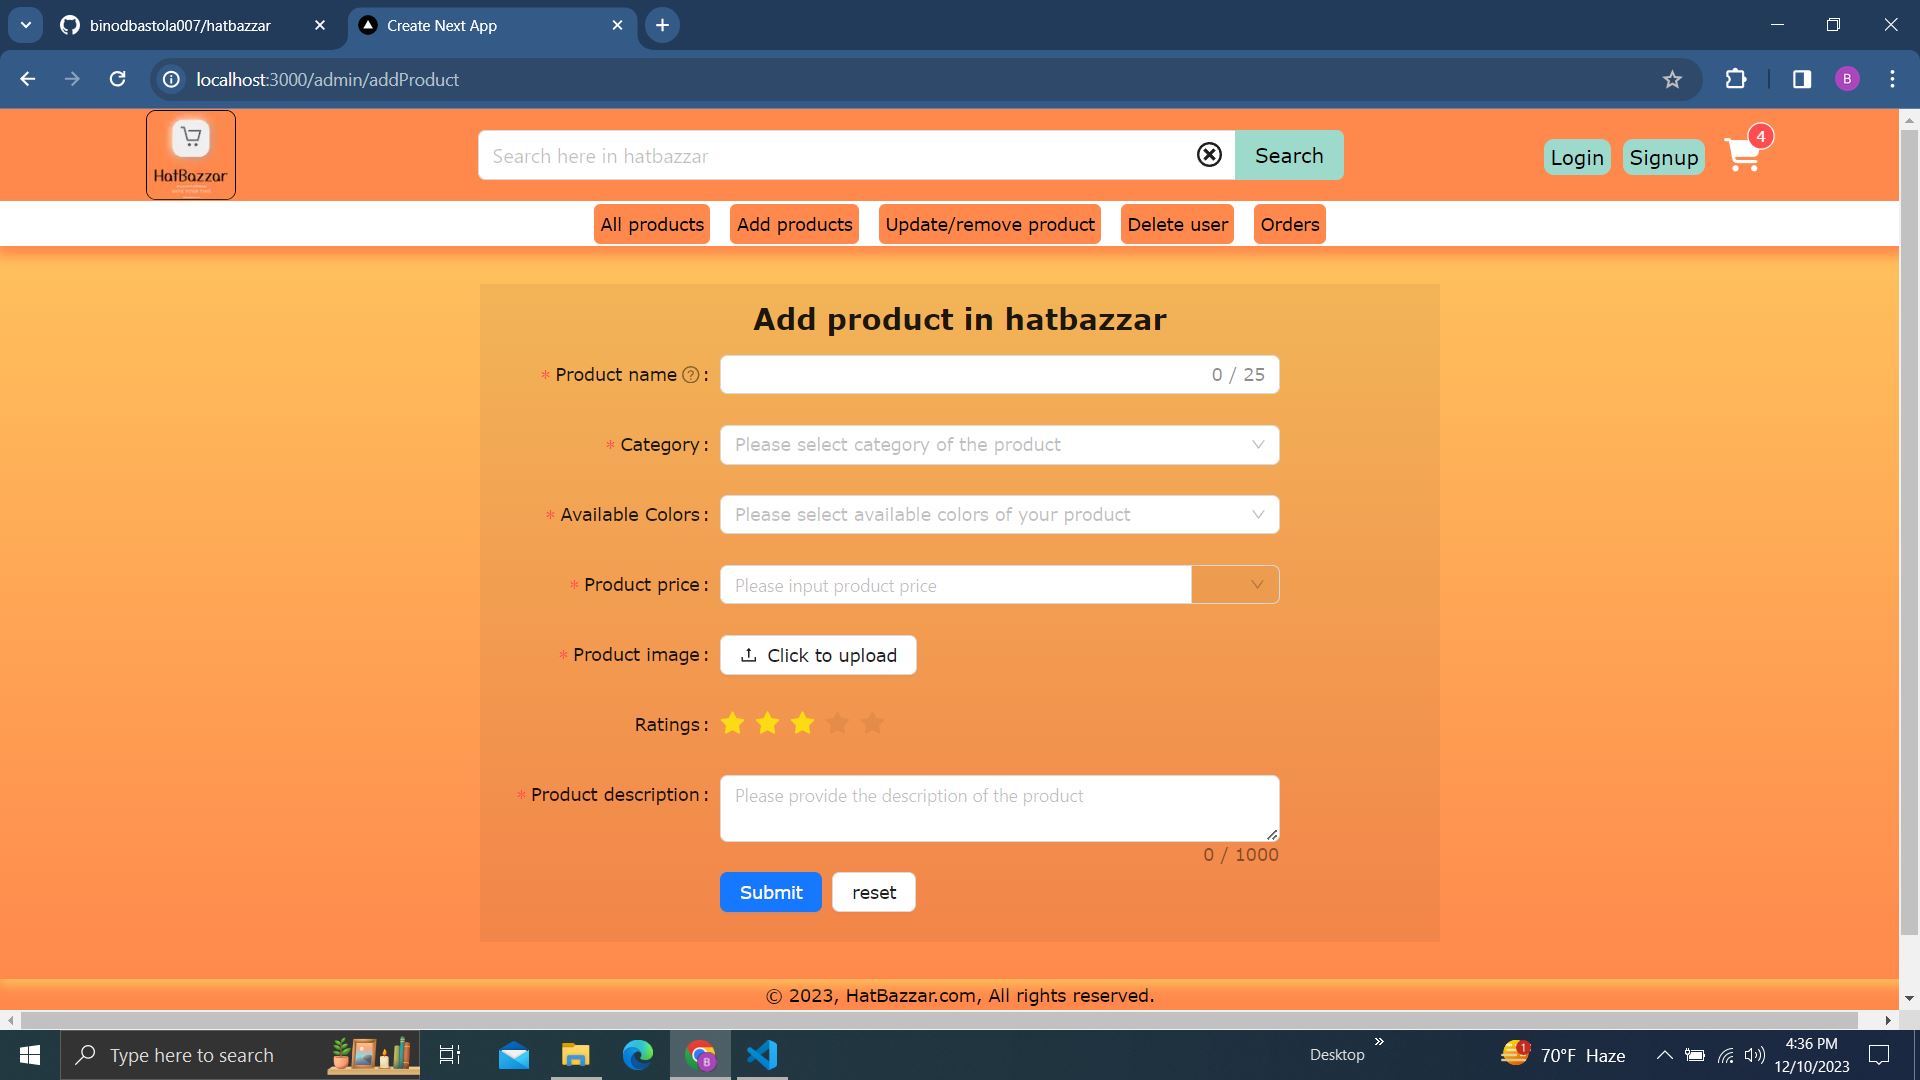 binodbastola007/hatbazzar
Create Next App
localhost:3000/admin/addProduct
B
HatBazzar
Search here in hatbazzar
Search
Login
Signup
4
All products
Add products
Update/remove product
Delete user
Orders
Add product in hatbazzar
* Product name ? :
0 / 25
* Category :
Please select category of the product
* Available Colors :
Please select available colors of your product
* Product price :
Please input product price
* Product image :
Click to upload
Ratings :
* Product description :
Please provide the description of the product
0 / 1000
Submit
reset
© 2023, HatBazzar.com, All rights reserved.
Type here to search
B
Desktop
1
70°F Haze
4:36 PM
12/10/2023